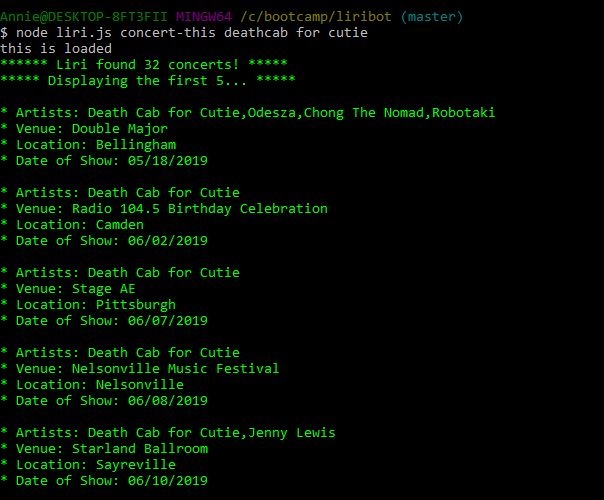 Annie@DESKTOP-8FT3FII MINGW64 /c/bootcamp/liribot (master)
$ node liri.js concert-this deathcab for cutie
this is loaded
****** Liri found 32 concerts! *****
***** Displaying the first 5... *****
* Artists: Death Cab for Cutie,Odesza,Chong The Nomad,Robotaki
* Venue: Double Major
* Location: Bellingham
* Date of Show: 05/18/2019
* Artists: Death Cab for Cutie
* Venue: Radio 104.5 Birthday Celebration
* Location: Camden
* Date of Show: 06/02/2019
* Artists: Death Cab for Cutie
* Venue: Stage AE
* Location: Pittsburgh
* Date of Show: 06/07/2019
* Artists: Death Cab for Cutie
* Venue: Nelsonville Music Festival
* Location: Nelsonville
* Date of Show: 06/08/2019
* Artists: Death Cab for Cutie,Jenny Lewis
* Venue: Starland Ballroom
* Location: Sayreville
* Date of Show: 06/10/2019